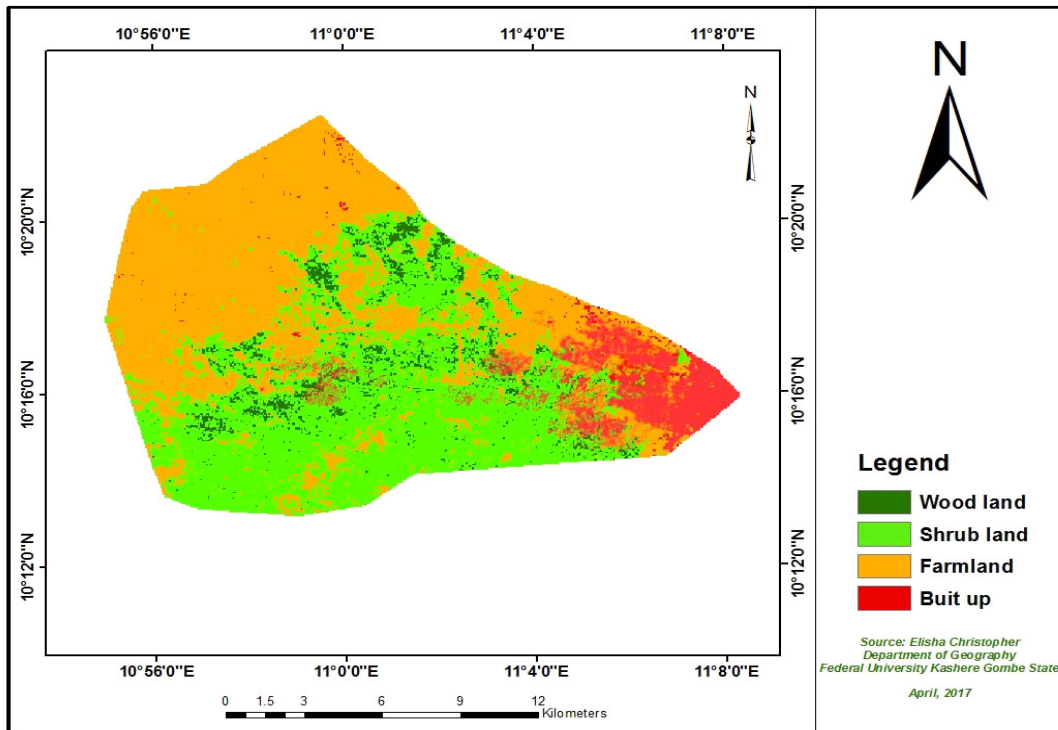 10°56'0"E 11°0'0"E 11°4'0"E 11°8'0"E
N
N
10°20'0"N 10°20'0"N
10°16'0"N 10°16'0"N
10°12'0"N 10°12'0"N
10°56'0"E 11°0'0"E 11°4'0"E 11°8'0"E
0 1.5 3 6 9 12
Kilometers
Legend
Wood land
Shrub land
Farmland
Buit up
Source: Elisha Christopher
Department of Geography
Federal University Kashere Gombe State
April, 2017